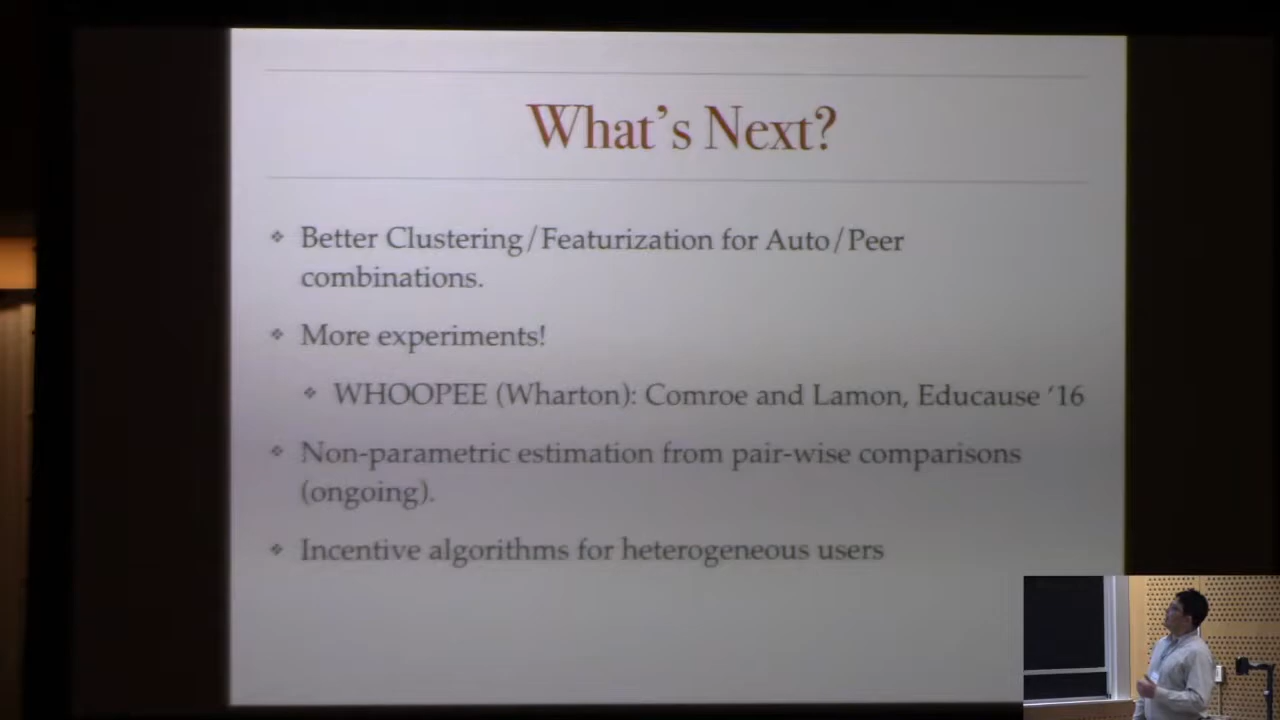 What's Next?
Better Clustering/Featurization for Auto/Peer
combinations.
More experiments!
WHOOPEE (Wharton): Comroe and Lamon, Educause '16
Non-parametric estimation from pair-wise comparisons
(ongoing).
Incentive algorithms for heterogeneous users